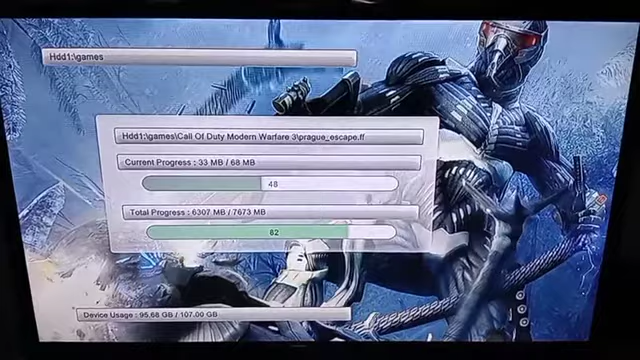 Hdd1:\games
Hdd1:\games\Call Of Duty Modern Warfare 3\prague_escape.ff
Current Progress : 33 MB / 68 MB
48
Total Progress : 6307 MB / 7673 MB
82
Device Usage : 95.68 GB / 107.00 GB